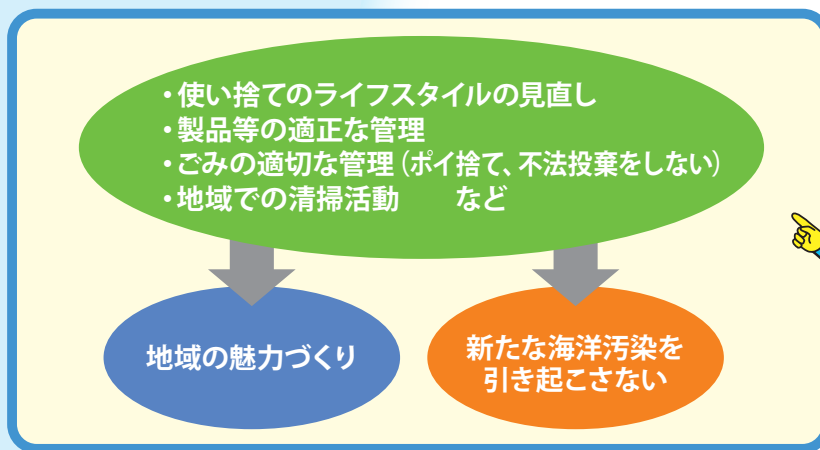 ・使い捨てのライフスタイルの見直し
・製品等の適正な管理
・ごみの適切な管理（ポイ捨て、不法投棄をしない）
・地域での清掃活動　　など
地域の魅力づくり
新たな海洋汚染を
引き起こさない